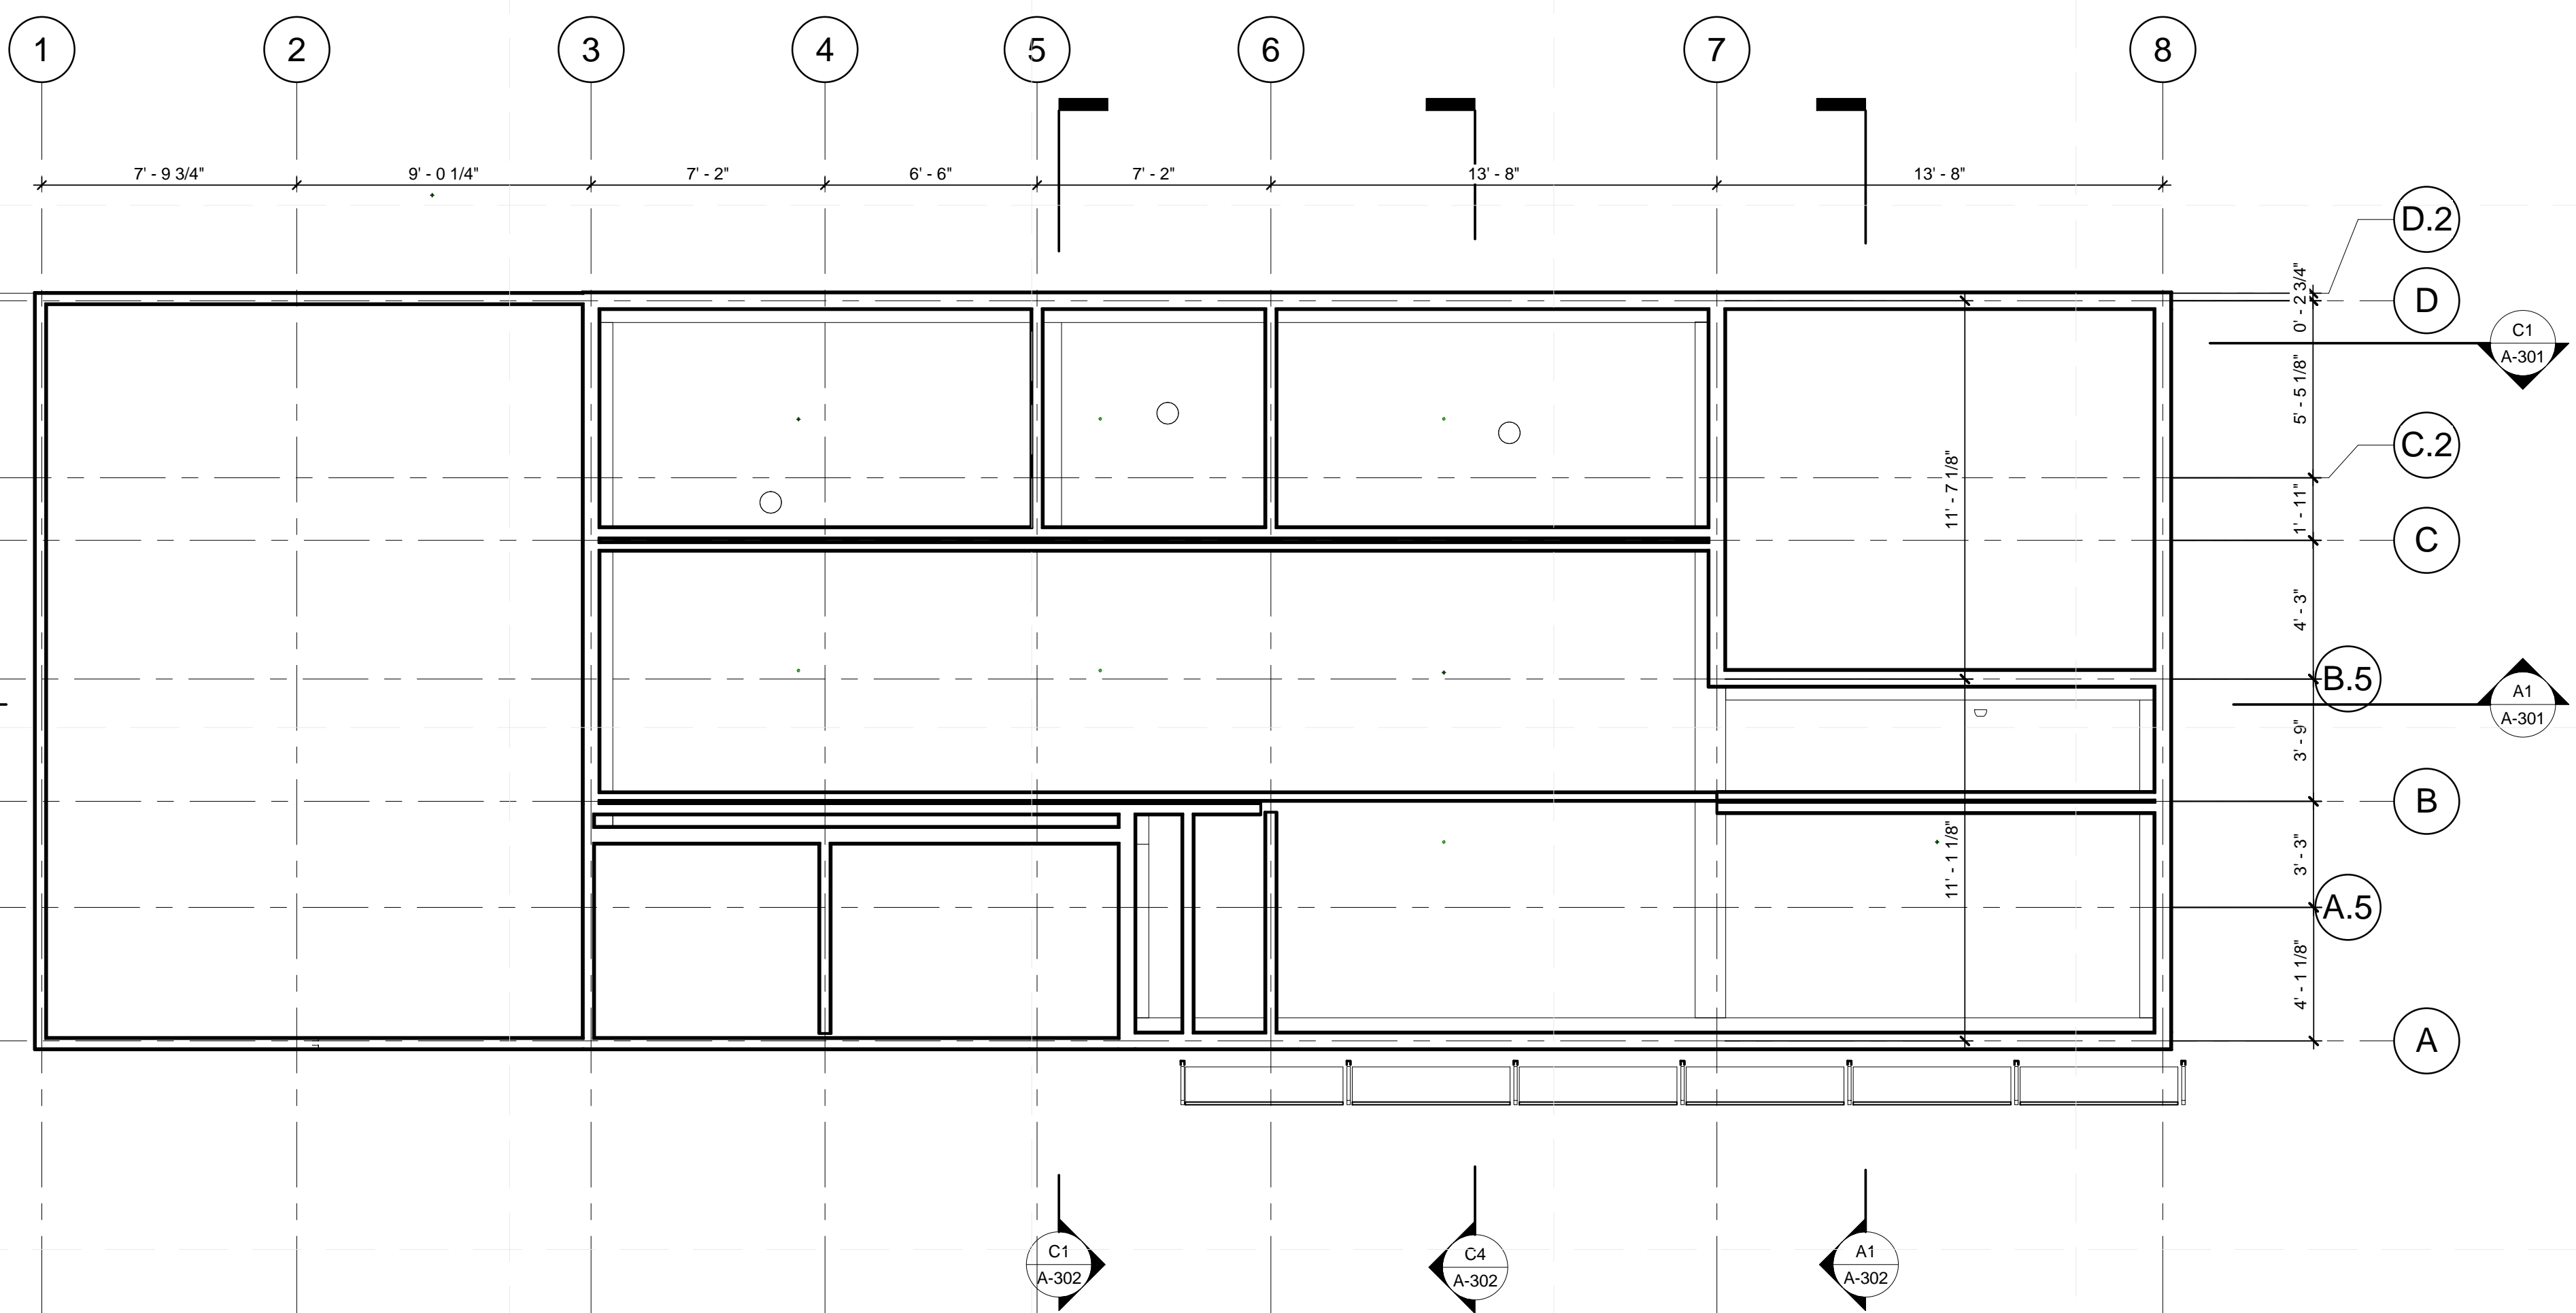 1 2 3 4 5 6 7 8
7' - 9 3/4" 9' - 0 1/4" 7' - 2" 6' - 6" 7' - 2" 13' - 8" 13' - 8"
D.2
0' - 2 3/4"
D
C1
A-301
5' - 5 1/8"
C.2
11' - 7 1/8"
1' - 11"
C
4' - 3"
B.5
A1
A-301
3' - 9"
B
11' - 1 1/8"
3' - 3"
A.5
4' - 1 1/8"
A
C1
A-302
C4
A-302
A1
A-302